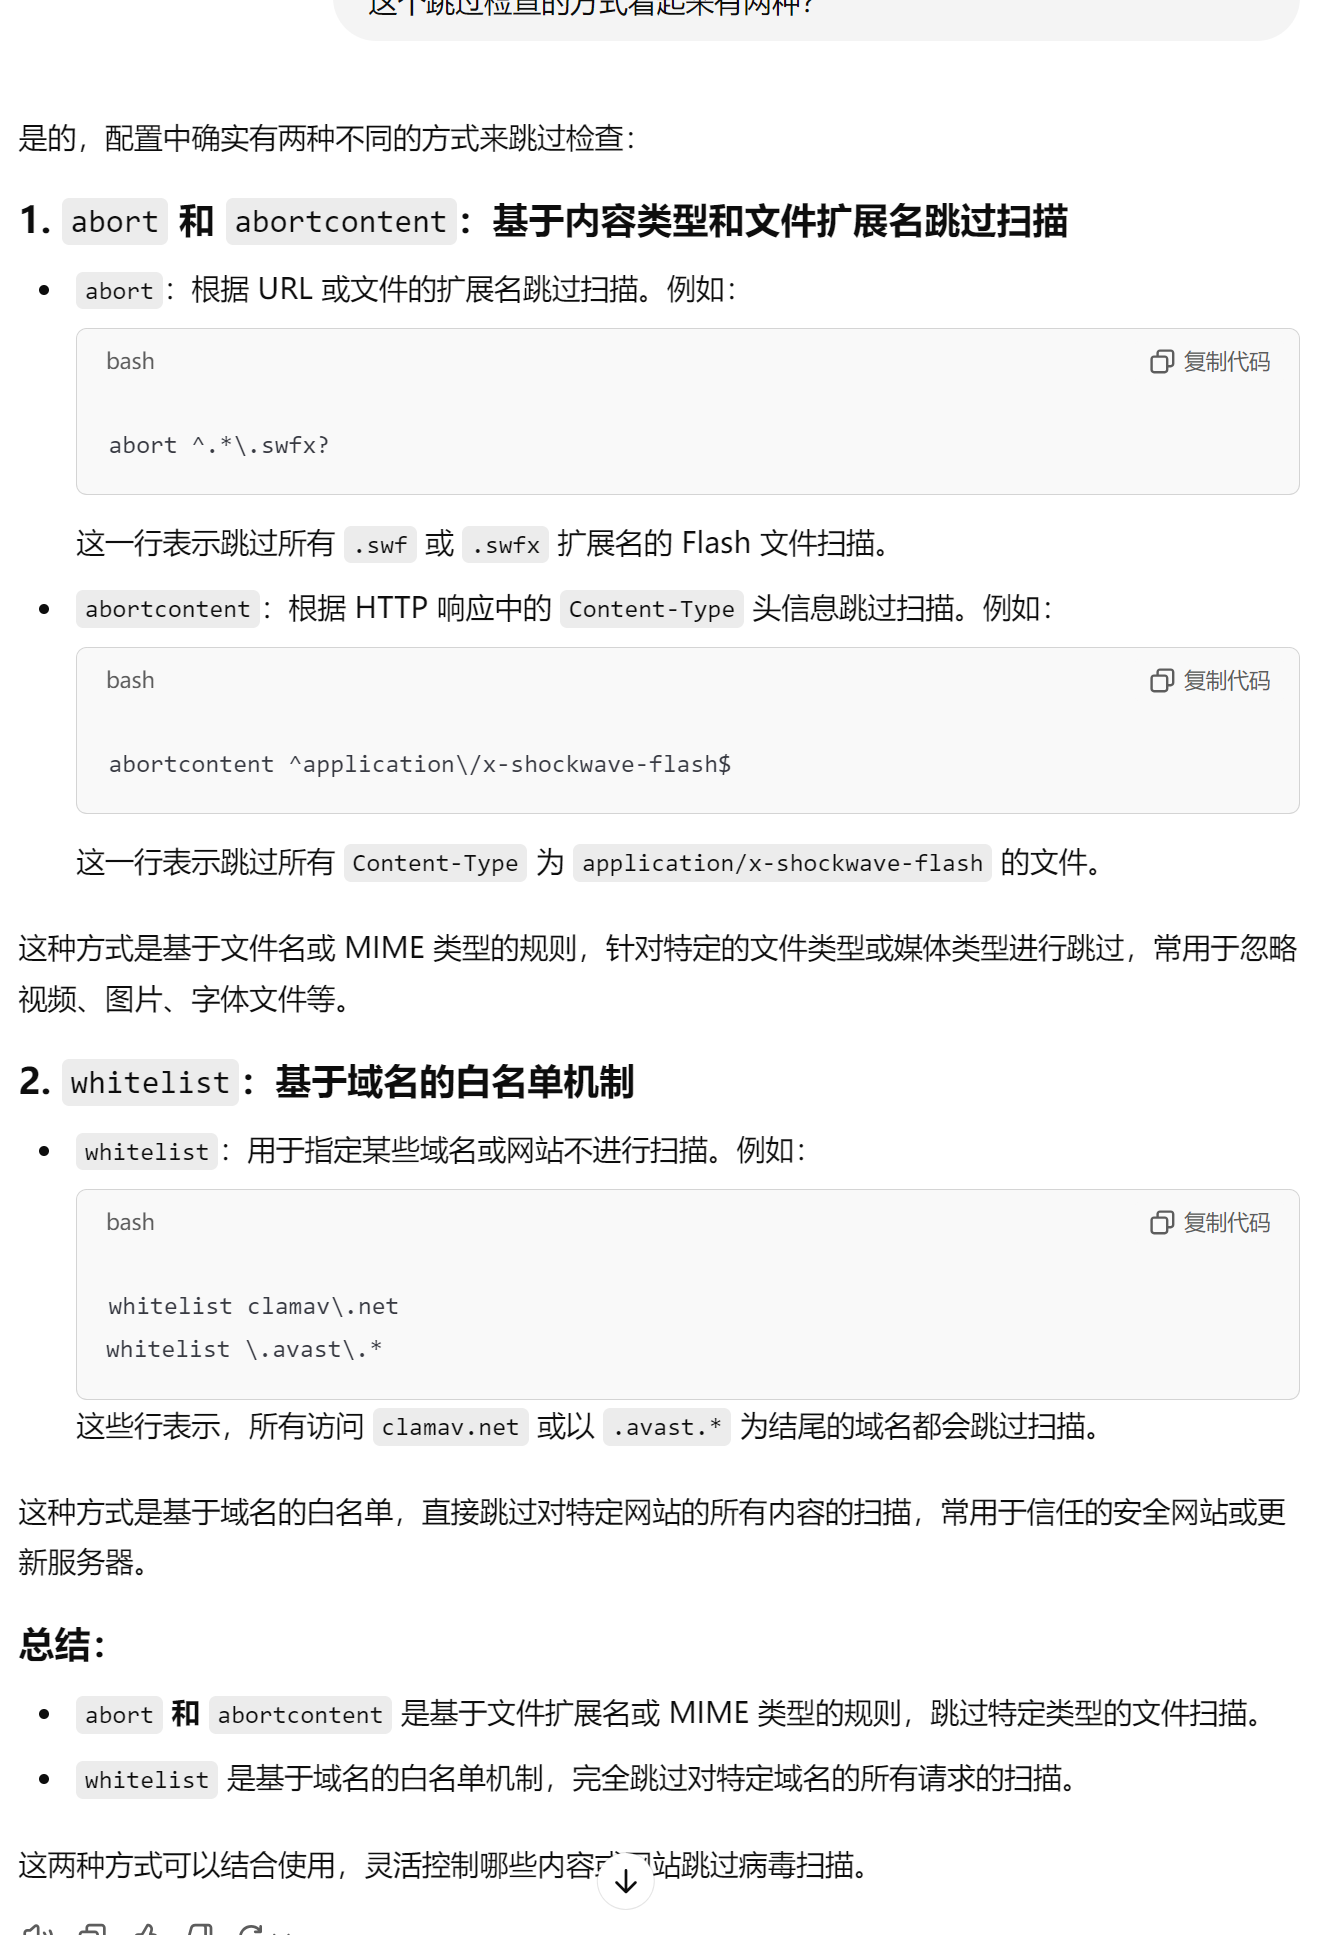 这个跳过检查的方式看起来有两种？
是的，配置中确实有两种不同的方式来跳过检查：
1. abort 和 abortcontent：基于内容类型和文件扩展名跳过扫描
abort：根据 URL 或文件的扩展名跳过扫描。例如：
bash
复制代码
abort ^.*\.swfx?
这一行表示跳过所有 .swf 或 .swfx 扩展名的 Flash 文件扫描。
abortcontent：根据 HTTP 响应中的 Content-Type 头信息跳过扫描。例如：
bash
复制代码
abortcontent ^application\/x-shockwave-flash$
这一行表示跳过所有 Content-Type 为 application/x-shockwave-flash 的文件。
这种方式是基于文件名或 MIME 类型的规则，针对特定的文件类型或媒体类型进行跳过，常用于忽略
视频、图片、字体文件等。
2. whitelist：基于域名的白名单机制
whitelist：用于指定某些域名或网站不进行扫描。例如：
bash
复制代码
whitelist clamav\.net
whitelist \.avast\.*
这些行表示，所有访问 clamav.net 或以 .avast.* 为结尾的域名都会跳过扫描。
这种方式是基于域名的白名单，直接跳过对特定网站的所有内容的扫描，常用于信任的安全网站或更
新服务器。
总结：
abort 和 abortcontent 是基于文件扩展名或 MIME 类型的规则，跳过特定类型的文件扫描。
whitelist 是基于域名的白名单机制，完全跳过对特定域名的所有请求的扫描。
这两种方式可以结合使用，灵活控制哪些内容或站跳过病毒扫描。